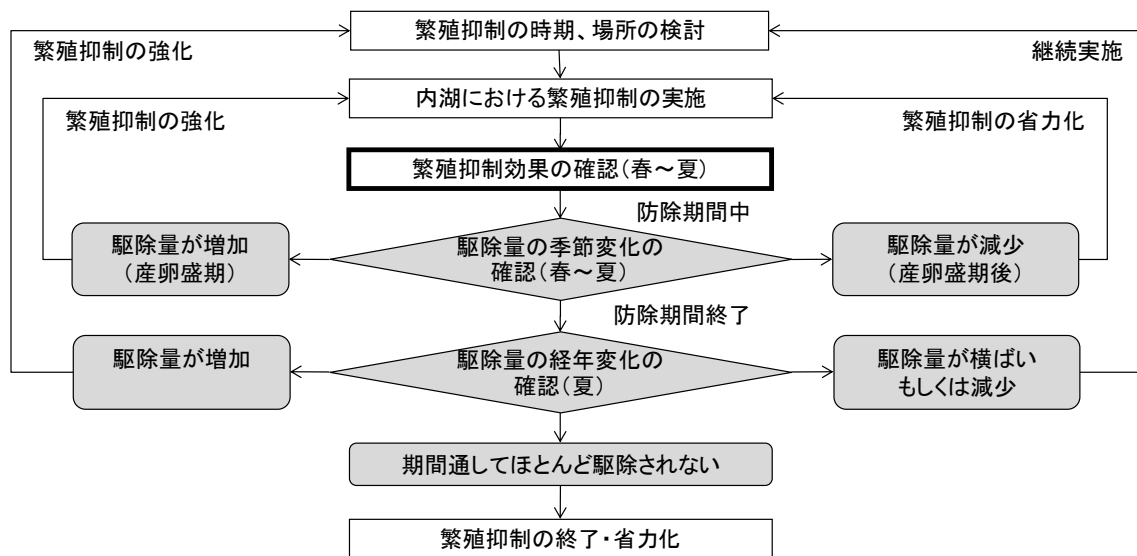 繁殖抑制の時期、場所の検討
繁殖抑制の強化
継続実施
内湖における繁殖抑制の実施
繁殖抑制の強化
繁殖抑制の省力化
繁殖抑制効果の確認（春～夏）
防除期間中
駆除量が増加
（産卵盛期）
駆除量の季節変化の
確認（春～夏）
駆除量が減少
（産卵盛期後）
防除期間終了
駆除量が増加
駆除量の経年変化の
確認（夏）
駆除量が横ばい
もしくは減少
期間通してほとんど駆除されない
繁殖抑制の終了・省力化